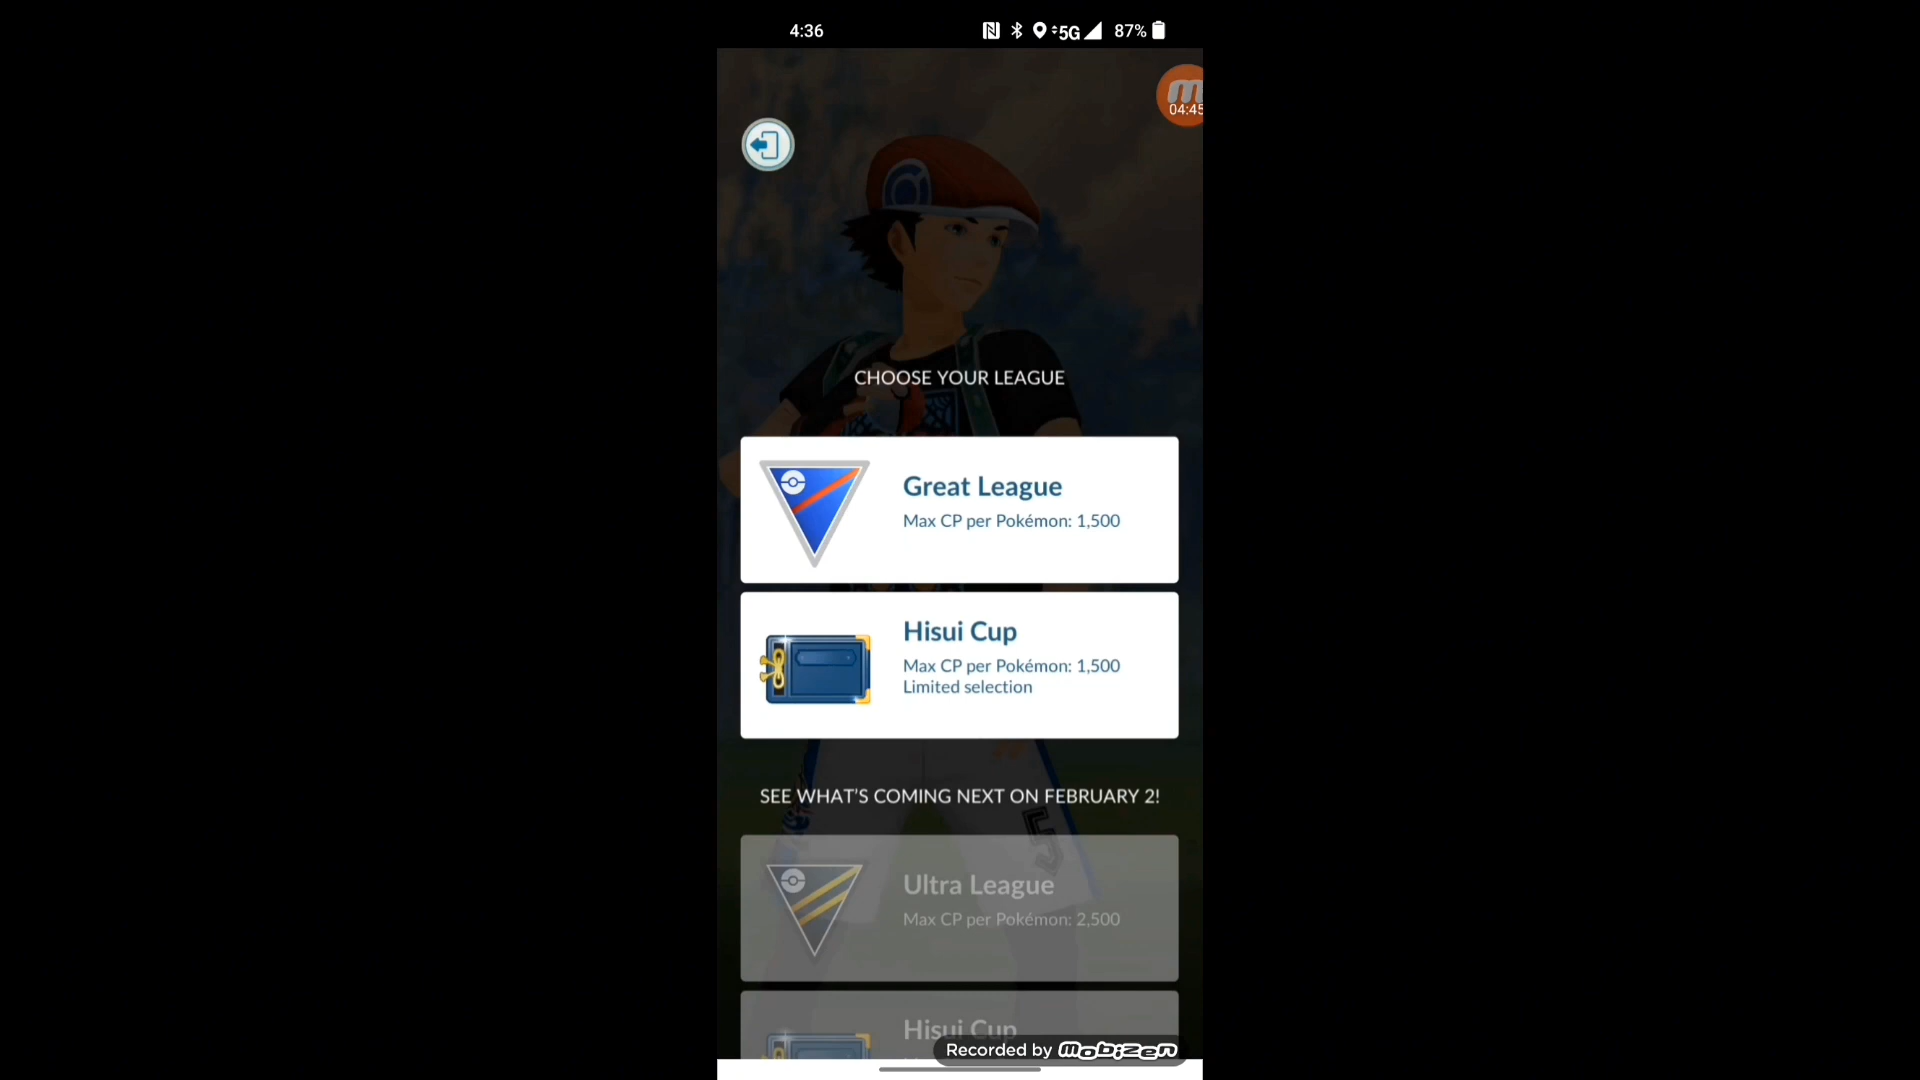 4:36
5G
87%
m
04:45
CHOOSE YOUR LEAGUE
Great League
Max CP per Pokémon: 1,500
Hisui Cup
Max CP per Pokémon: 1,500
Limited selection
SEE WHAT'S COMING NEXT ON FEBRUARY 2!
Ultra League
Max CP per Pokémon: 2,500
Hisui Cup
Recorded by mobizen